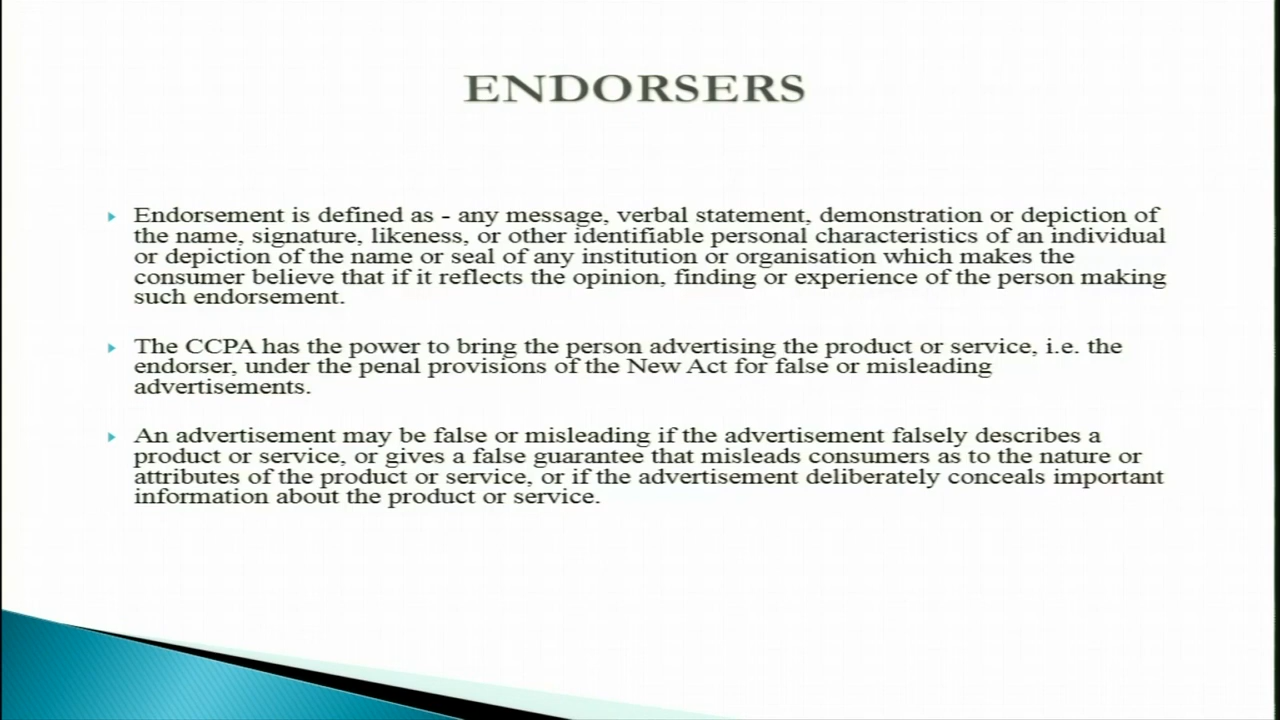 ENDORSERS
Endorsement is defined as - any message, verbal statement, demonstration or depiction of
the name, signature, likeness, or other identifiable personal characteristics of an individual
or depiction of the name or seal of any institution or organisation which makes the
consumer believe that if it reflects the opinion, finding or experience of the person making
such endorsement.
The CCPA has the power to bring the person advertising the product or service, i.e. the
endorser, under the penal provisions of the New Act for false or misleading
advertisements.
An advertisement may be false or misleading if the advertisement falsely describes a
product or service, or gives a false guarantee that misleads consumers as to the nature or
attributes of the product or service, or if the advertisement deliberately conceals important
information about the product or service.